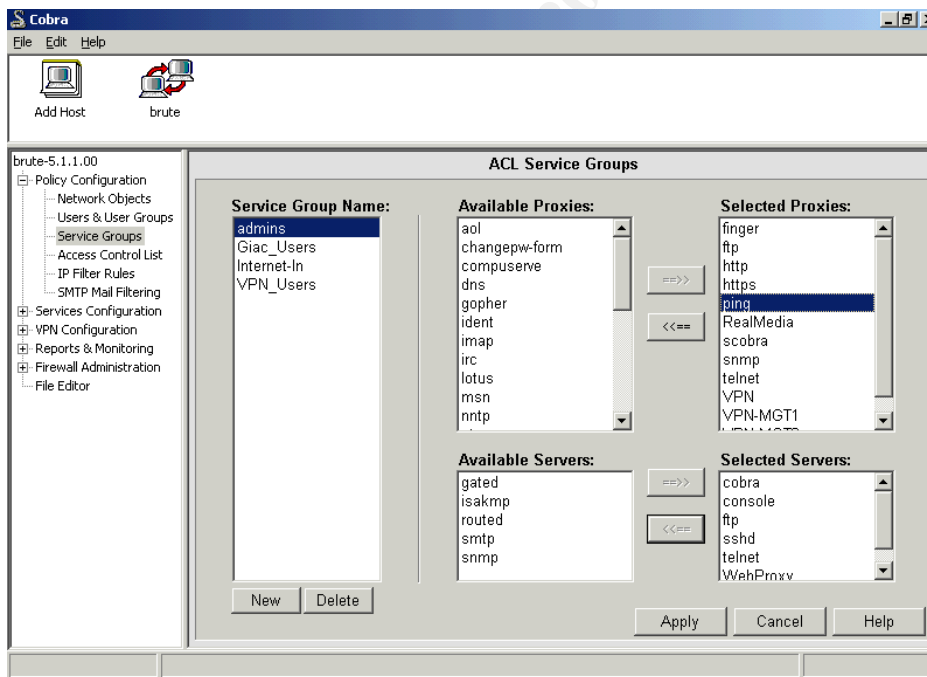 Cobra
File Edit Help
Add Host
brute
brute-5.1.1.00
Policy Configuration
Network Objects
Users & User Groups
Service Groups
Access Control List
IP Filter Rules
SMTP Mail Filtering
Services Configuration
VPN Configuration
Reports & Monitoring
Firewall Administration
File Editor
ACL Service Groups
Service Group Name:
admins
Giac_Users
Internet-In
VPN_Users
New
Delete
Available Proxies:
aol
changepw-form
compuserve
dns
gopher
ident
imap
irc
lotus
msn
nntp
==>>
<<==
Selected Proxies:
finger
ftp
http
https
ping
RealMedia
scobra
snmp
telnet
VPN
VPN-MGT1
Available Servers:
gated
isakmp
routed
smtp
snmp
==>>
<<==
Selected Servers:
cobra
console
ftp
sshd
telnet
WebProxy
Apply
Cancel
Help